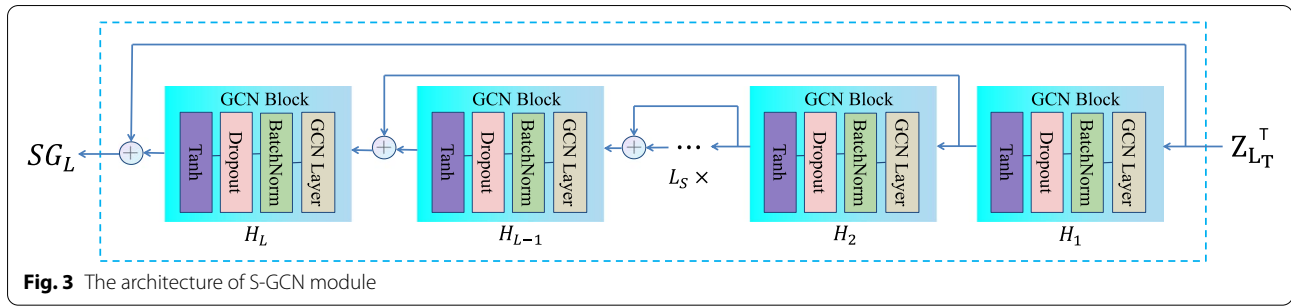 GCN Block
GCN Block
GCN Block
GCN Block
SG_L
Tanh
Dropout
BatchNorm
GCN Layer
Tanh
Dropout
BatchNorm
GCN Layer
...
L_S ×
Tanh
Dropout
BatchNorm
GCN Layer
Tanh
Dropout
BatchNorm
GCN Layer
Z_{L_T}^T
H_L
H_{L-1}
H_2
H_1
Fig. 3 The architecture of S-GCN module